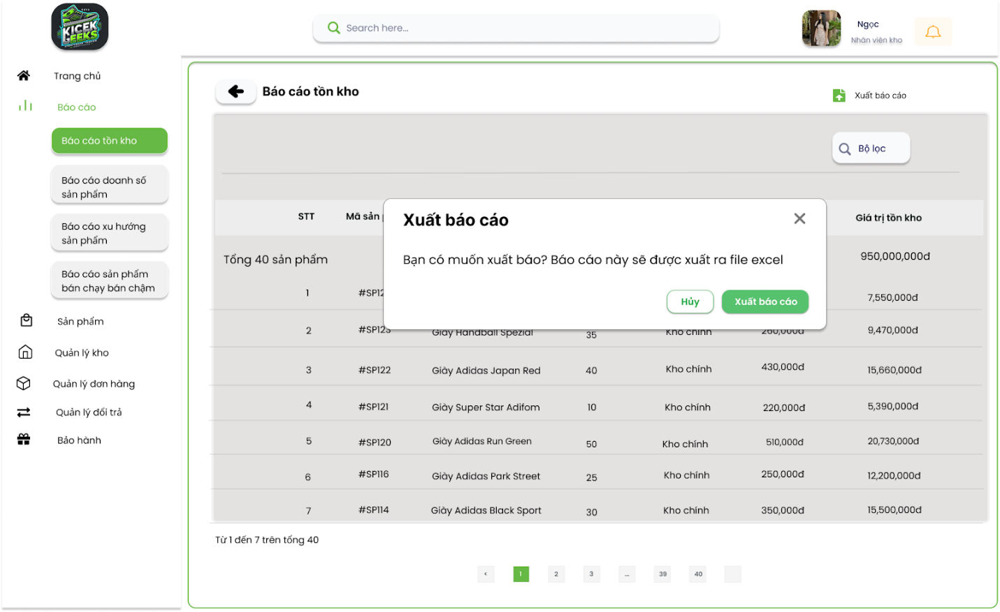 KICEK
GEEKS
Search here...
Ngọc
Nhân viên kho
Trang chủ
Báo cáo
Báo cáo tồn kho
Báo cáo doanh số
sản phẩm
Báo cáo xu hướng
sản phẩm
Báo cáo sản phẩm
bán chạy bán chậm
Sản phẩm
Quản lý kho
Quản lý đơn hàng
Quản lý đổi trả
Bảo hành
Báo cáo tồn kho
Xuất báo cáo
Bộ lọc
STT Mã sản Giá trị tồn kho
Xuất báo cáo
Bạn có muốn xuất báo? Báo cáo này sẽ được xuất ra file excel
Hủy Xuất báo cáo
Tổng 40 sản phẩm 950,000,000đ
1 #SP12 7,550,000đ
2 #SP123 Giày Handball Spezial 35 Kho chính 260,000đ 9,470,000đ
3 #SP122 Giày Adidas Japan Red 40 Kho chính 430,000đ 15,660,000đ
4 #SP121 Giày Super Star Adifom 10 Kho chính 220,000đ 5,390,000đ
5 #SP120 Giày Adidas Run Green 50 Kho chính 510,000đ 20,730,000đ
6 #SP116 Giày Adidas Park Street 25 Kho chính 250,000đ 12,200,000đ
7 #SP114 Giày Adidas Black Sport 30 Kho chính 350,000đ 15,500,000đ
Từ 1 đến 7 trên tổng 40
< 1 2 3 ... 39 40